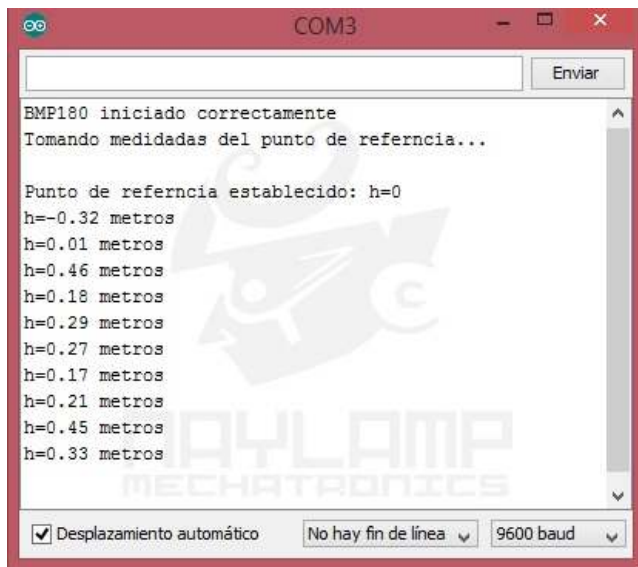 COM3
Enviar
BMP180 iniciado correctamente
Tomando medidadas del punto de referncia...
Punto de referncia establecido: h=0
h=-0.32 metros
h=0.01 metros
h=0.46 metros
h=0.18 metros
h=0.29 metros
h=0.27 metros
h=0.17 metros
h=0.21 metros
h=0.45 metros
h=0.33 metros
NAYLAMP
MECHATRONICS
Desplazamiento automático No hay fin de línea 9600 baud